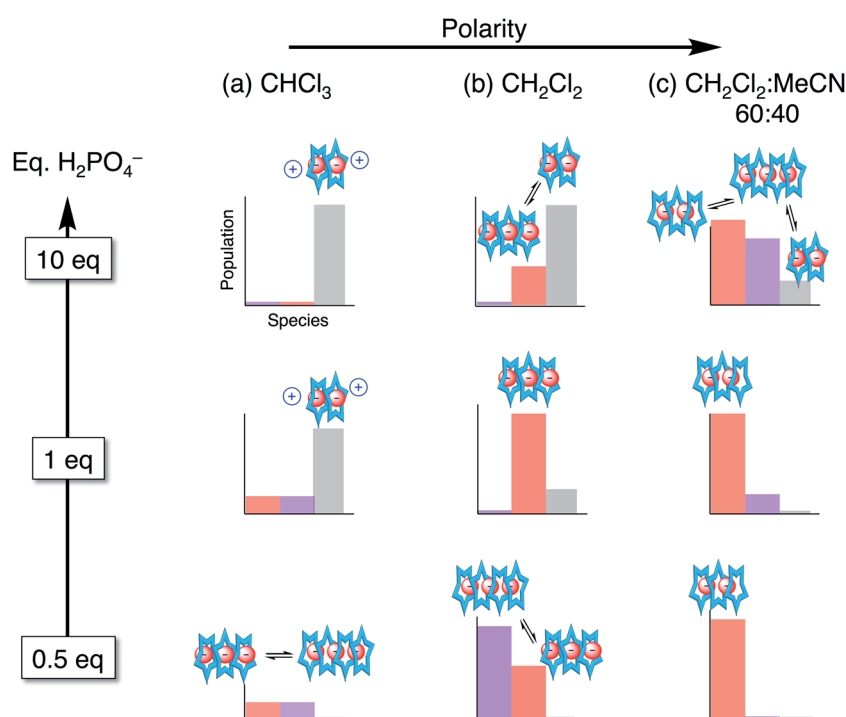 Polarity
(a) CHCl₃
(b) CH₂Cl₂
(c) CH₂Cl₂:MeCN
60:40
Eq. H₂PO₄⁻
10 eq
Population
Species
1 eq
0.5 eq